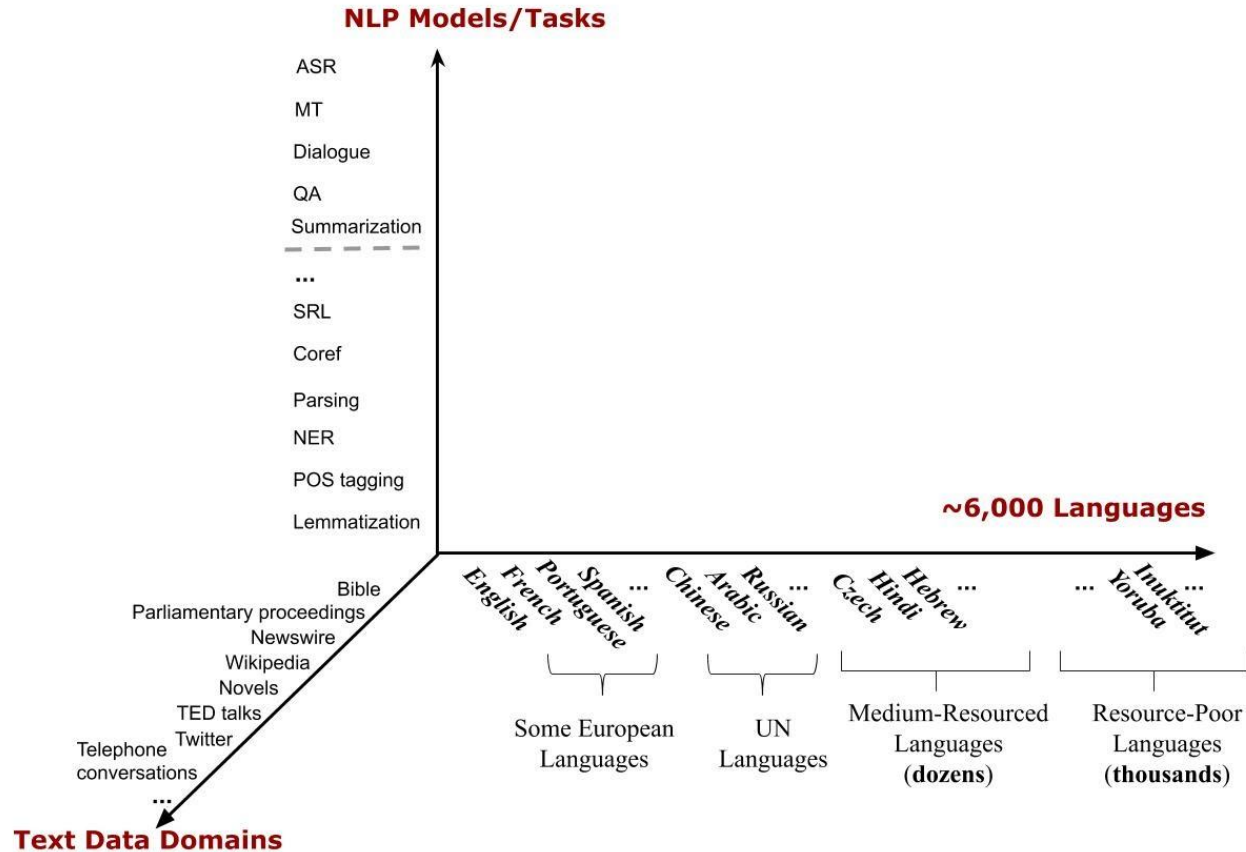 NLP Models/Tasks
ASR
MT
Dialogue
QA
Summarization
...
SRL
Coref
Parsing
NER
POS tagging
Lemmatization
~6,000 Languages
English
French
Portuguese
Spanish
...
Chinese
Arabic
Russian
...
Czech
Hindi
Hebrew
...
...
Yoruba
Inuktitut
...
Some European
Languages
UN
Languages
Medium-Resourced
Languages
(dozens)
Resource-Poor
Languages
(thousands)
Bible
Parliamentary proceedings
Newswire
Wikipedia
Novels
TED talks
Twitter
Telephone
conversations
...
Text Data Domains